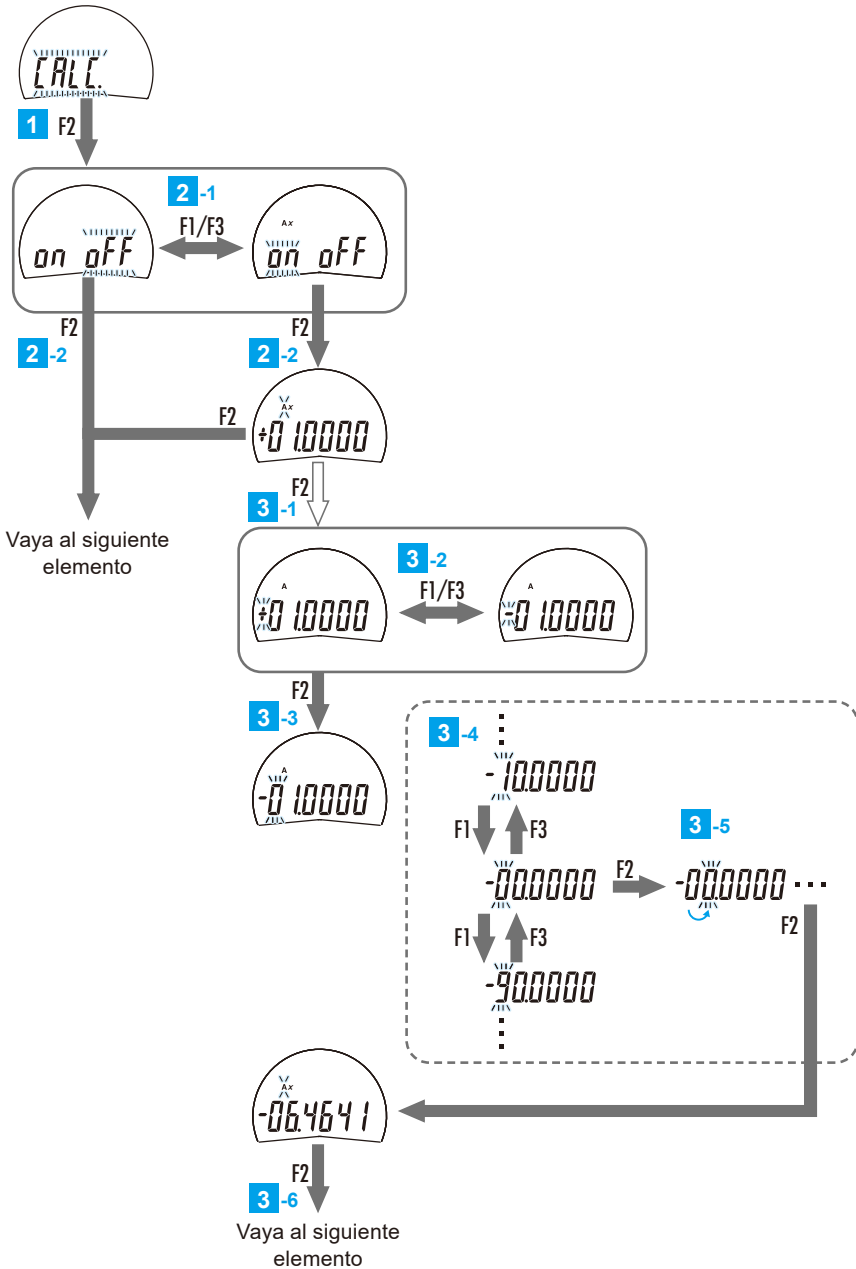 CALC.
1 F2
2 -1
F1/F3
on oFF
Ax
on oFF
F2
2 -2
F2
2 -2
Ax
F2
+01.0000
F2
3 -1
Vaya al siguiente
elemento
3 -2
F1/F3
A
+01.0000
A
-01.0000
F2
3 -3
A
-01.0000
3 -4
-10.0000
F1 F3
3 -5
-00.0000
F2
-00.0000 ...
F2
F1 F3
-90.0000
Ax
-06.4641
F2
3 -6
Vaya al siguiente
elemento